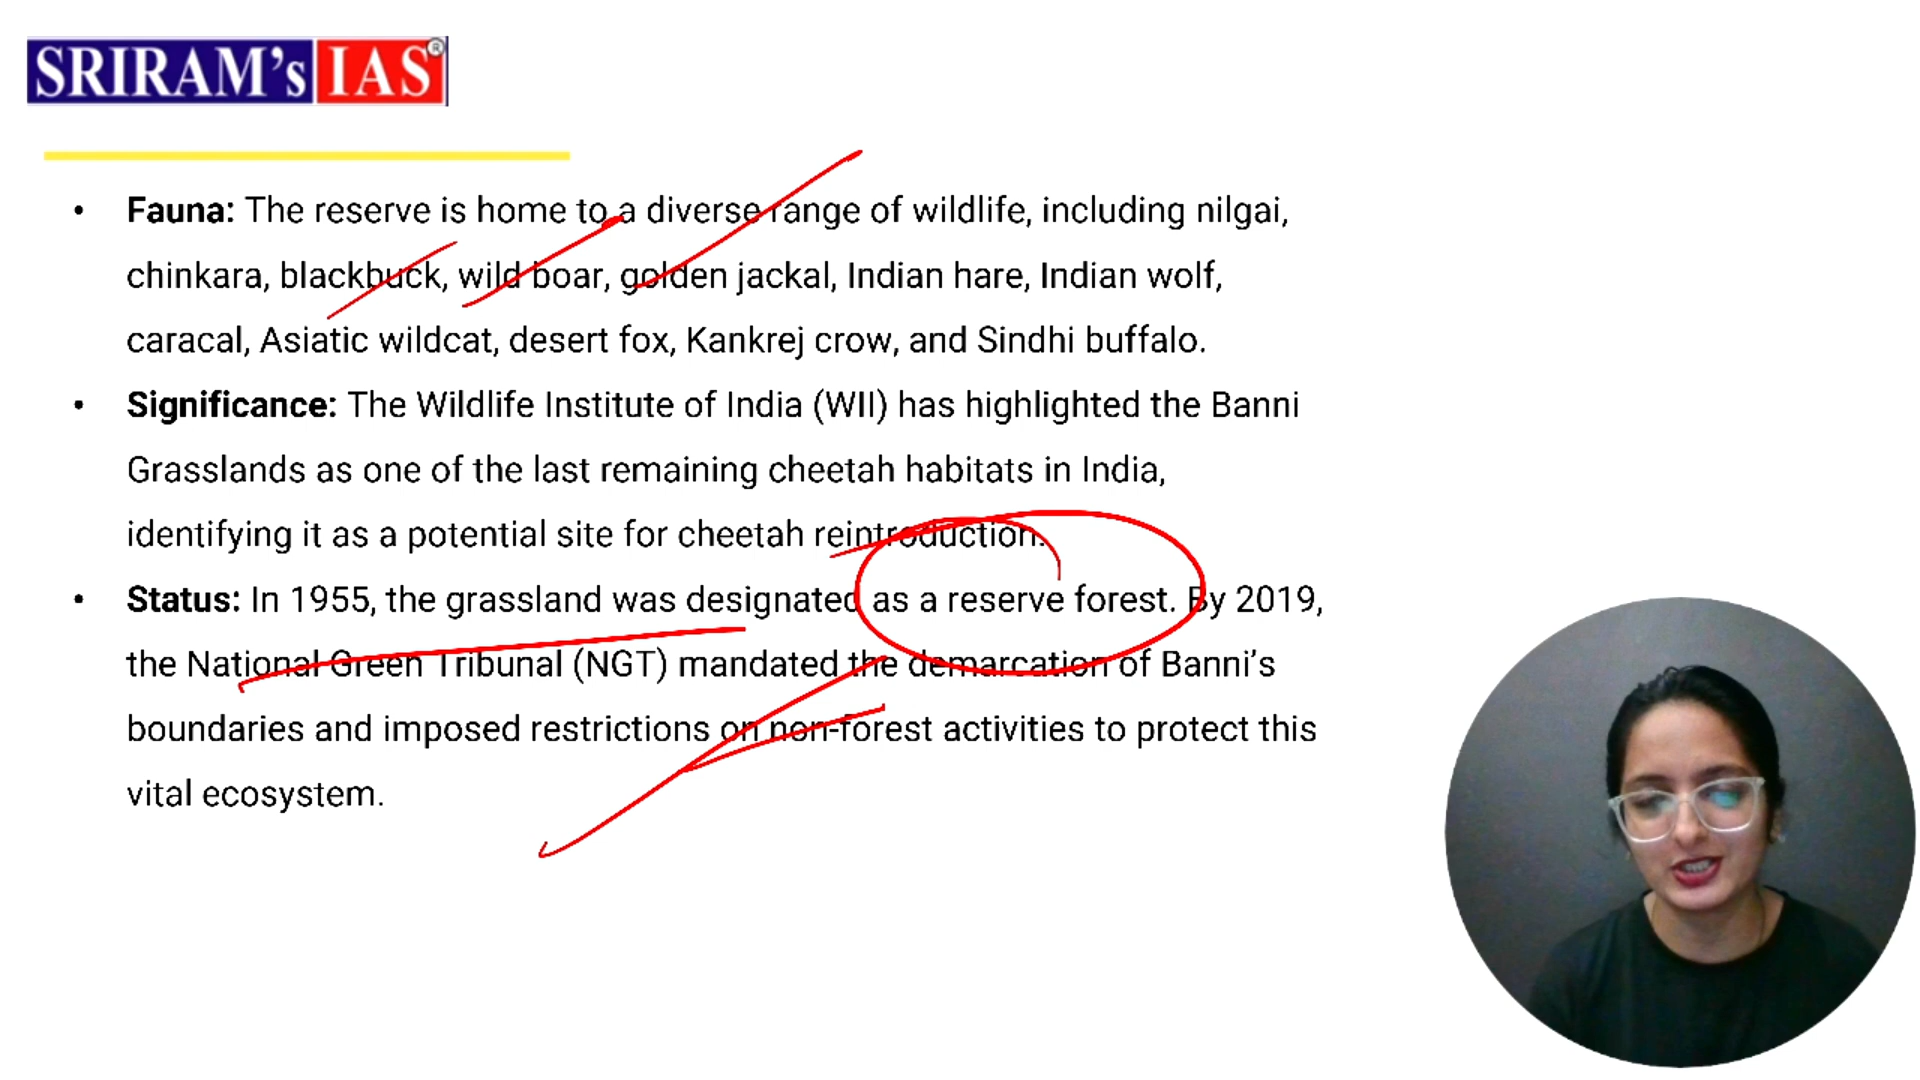 SRIRAM's IAS®
• Fauna: The reserve is home to a diverse range of wildlife, including nilgai,
chinkara, blackbuck, wild boar, golden jackal, Indian hare, Indian wolf,
caracal, Asiatic wildcat, desert fox, Kankrej crow, and Sindhi buffalo.
• Significance: The Wildlife Institute of India (WII) has highlighted the Banni
Grasslands as one of the last remaining cheetah habitats in India,
identifying it as a potential site for cheetah reintroduction.
• Status: In 1955, the grassland was designated as a reserve forest. By 2019,
the National Green Tribunal (NGT) mandated the demarcation of Banni’s
boundaries and imposed restrictions on non-forest activities to protect this
vital ecosystem.